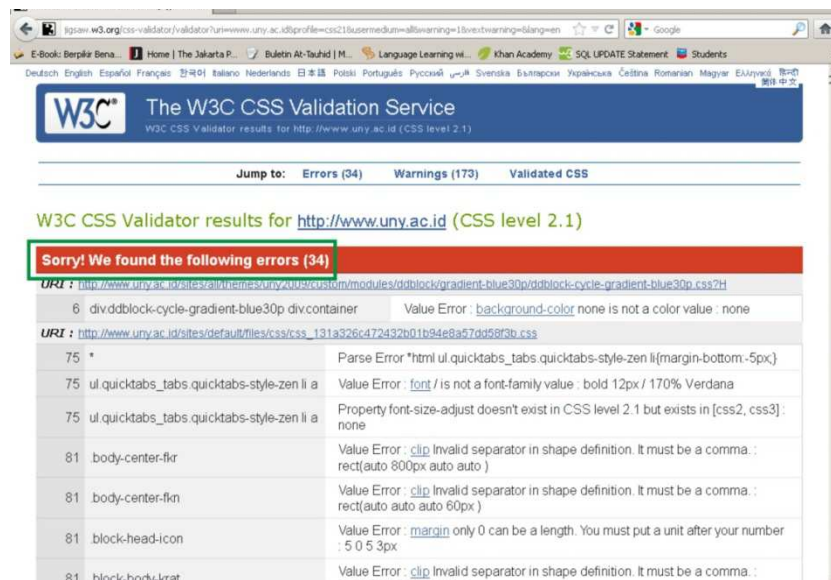 jigsaw.w3.org/css-validator/validator?uri=www.uny.ac.id&profile=css21&usermedium=all&warning=1&vextwarning=&lang=en
Google
E-Book: Berpikir Bena... Home | The Jakarta P... Buletin At-Tauhid | M... Language Learning wi... Khan Academy SQL UPDATE Statement Students
Deutsch English Español Français 한국어 Italiano Nederlands 日本語 Polski Português Русский فارسی Svenska Български Українська Čeština Romanian Magyar Ελληνικά हिन्दी
简体中文
W3C® The W3C CSS Validation Service
W3C CSS Validator results for http://www.uny.ac.id (CSS level 2.1)
Jump to: Errors (34) Warnings (173) Validated CSS
W3C CSS Validator results for http://www.uny.ac.id (CSS level 2.1)
Sorry! We found the following errors (34)
URI : http://www.uny.ac.id/sites/all/themes/uny2009/custom/modules/ddblock/gradient-blue30p/ddblock-cycle-gradient-blue30p.css?H
6 div.ddblock-cycle-gradient-blue30p div.container Value Error : background-color none is not a color value : none
URI : http://www.uny.ac.id/sites/default/files/css/css_131a326c472432b01b94e8a57dd58f3b.css
75 * Parse Error *html ul.quicktabs_tabs.quicktabs-style-zen li{margin-bottom:-5px;}
75 ul.quicktabs_tabs.quicktabs-style-zen li a Value Error : font / is not a font-family value : bold 12px / 170% Verdana
75 ul.quicktabs_tabs.quicktabs-style-zen li a Property font-size-adjust doesn't exist in CSS level 2.1 but exists in [css2, css3] :
none
81 .body-center-fkr Value Error : clip Invalid separator in shape definition. It must be a comma. :
rect(auto 800px auto auto )
81 .body-center-fkn Value Error : clip Invalid separator in shape definition. It must be a comma. :
rect(auto auto auto 60px )
81 .block-head-icon Value Error : margin only 0 can be a length. You must put a unit after your number
: 5 0 5 3px
81 .block-body-krat Value Error : clip Invalid separator in shape definition. It must be a comma. :